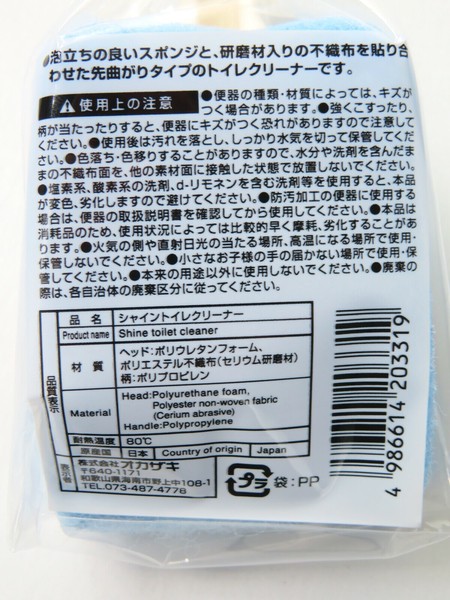 ●泡立ちの良いスポンジと、研磨材入りの不織布を貼り合
わせた先曲がりタイプのトイレクリーナーです。
⚠使用上の注意 ●便器の種類・材質によっては、キズが
つく場合があります。●強くこすったり、
柄が当たったりすると、便器にキズがつく恐れがありますので注意して
ください。●使用後は汚れを落とし、しっかり水気を切って保管してく
ださい。●色落ち・色移りすることがありますので、水分や洗剤を含んだま
まの不織布面を、他の素材面に接触した状態で放置しないでください。
●塩素系、酸素系の洗剤、d-リモネンを含む洗剤等を使用すると、本品
が変色、劣化しますので避けてください。●防汚加工の便器に使用する
場合は、便器の取扱説明書を確認してから使用してください。●本品は
消耗品のため、使用状況によっては比較的早く摩耗、劣化することがあ
ります。●火気の側や直射日光の当たる場所、高温になる場所で使用・
保管しないでください。●小さなお子様の手の届かない場所で使用・保
管してください。●本来の用途以外に使用しないでください。●廃棄の
際は、各自治体の廃棄区分に従ってください。
品質表示
品名 シャイントイレクリーナー
Product name Shine toilet cleaner
材質 ヘッド:ポリウレタンフォーム、
ポリエステル不織布(セリウム研磨材)
柄:ポリプロピレン
Material Head:Polyurethane foam,
Polyester non-woven fabric
(Cerium abrasive)
Handle:Polypropylene
耐熱温度 80℃
原産国 日本 Country of origin Japan
表示者 株式会社オカザキ
〒640-1171
和歌山県海南市野上中108-1
TEL.073-487-4776
プラ 袋:PP
4 986614 203319